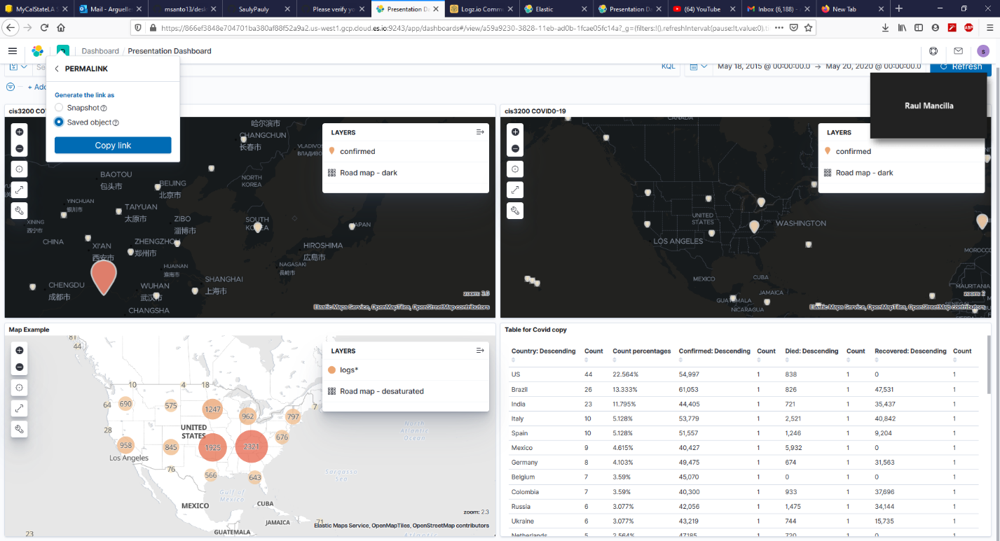 MyCalStateLA S
Mail - Arguelles
msanto13/desk
SaulyPauly
Please verify yo
Presentation Da
Logz.io Commu
Elastic
Presentation Da
(64) YouTube
Inbox (6,188) -
New Tab
https://866ef3848e704701ba380af88f52a9a2.us-west1.gcp.cloud.es.io:9243/app/dashboards#/view/a59a9230-3828-11eb-ad0b-1fcae05fc14a?_g=(filters:!(),refreshInterval:(pause:!t,value:0),ti
ABP
Dashboard / Presentation Dashboard
s
PERMALINK
Generate the link as
Snapshot
Saved object
Copy link
KQL
May 18, 2015 @ 00:00:00.0 → May 20, 2020 @ 00:00:00.0
Refresh
+ Add
Raul Mancilla
cis3200 CO
哈尔滨市
CHANGCHUN
长春市
VLADIVOS
ВЛАДИВО
BAOTOU
包头市
BEIJING
北京市
NORTH
KOREA
YINCHUAN
银川市
TAIYUAN
太原市
XINING
西宁市
ZIBO
淄博市
SOUTH
KOREA
JAPAN
CHINA
XI'AN
西安市
ZHENGZHOU
郑州市
HIROSHIMA
広島市
NAGASAKI
長崎市
HUAINAN
淮南市
CHENGDU
成都市
WUHAN
武汉市
SHANGHAI
上海市
CHANGSHA
LAYERS
confirmed
Road map - dark
Elastic Maps Service, OpenMapTiles, OpenStreetMap contributors
cis3200 COVID0-19
CANADA
UNITED
STATES
WASHINGTON
LOS ANGELES
MOROCC
MEXICO
CUBA
JAMAICA
GUATEMALA
NICARAGUA
MAURITANIA
SENEGAL
LAYERS
confirmed
Road map - dark
zoom: 2
Elastic Maps Service, OpenMapTiles, OpenStreetMap contributors
Map Example
81
44
10
4
18
64
690
575
1247
962
797
7
28
UNITED
STATES
676
958
845
1925
2321
Los Angeles
76
566
643
North
Atlantic
Ocean
Sargasso
Sea
Gulf of
Mexico
MEXICO
CUBA
JAMAICA
71
GUATEMALA
23
Atlantic
LAYERS
logs*
Road map - desaturated
zoom: 2.3
Elastic Maps Service, OpenMapTiles, OpenStreetMap contributors
Table for Covid copy
Country: Descending Count Count percentages Confirmed: Descending Count Died: Descending Count Recovered: Descending Count
US 44 22.564% 54,997 1 838 1 0 1
Brazil 26 13.333% 61,053 1 826 1 47,531 1
India 23 11.795% 44,405 1 721 1 35,437 1
Italy 10 5.128% 53,779 1 2,521 1 40,842 1
Spain 10 5.128% 51,557 1 1,246 1 9,204 1
Mexico 9 4.615% 40,427 1 5,932 1 0 1
Germany 8 4.103% 49,475 1 674 1 31,563 1
Belgium 7 3.59% 45,070 1 0 1 0 1
Colombia 7 3.59% 40,300 1 933 1 37,696 1
Russia 6 3.077% 42,056 1 1,475 1 34,144 1
Ukraine 6 3.077% 43,219 1 744 1 15,735 1
Netherlands 5 2.564% 47,185 1 720 1 0 1